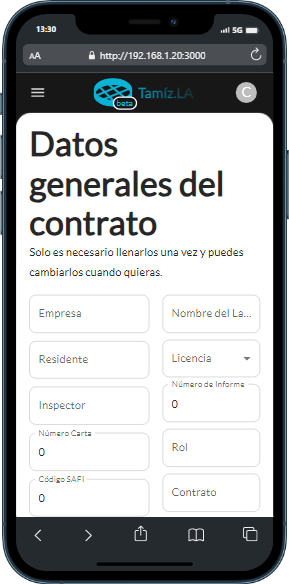 13:30
5G
AA
http://192.168.1.20:3000
Tamíz.LA
beta
C
Datos
generales del
contrato
Solo es necesario llenarlos una vez y puedes
cambiarlos cuando quieras.
Empresa
Nombre del La...
Residente
Licencia
Número de Informe
0
Inspector
Número Carta
0
Rol
Código SAFI
0
Contrato